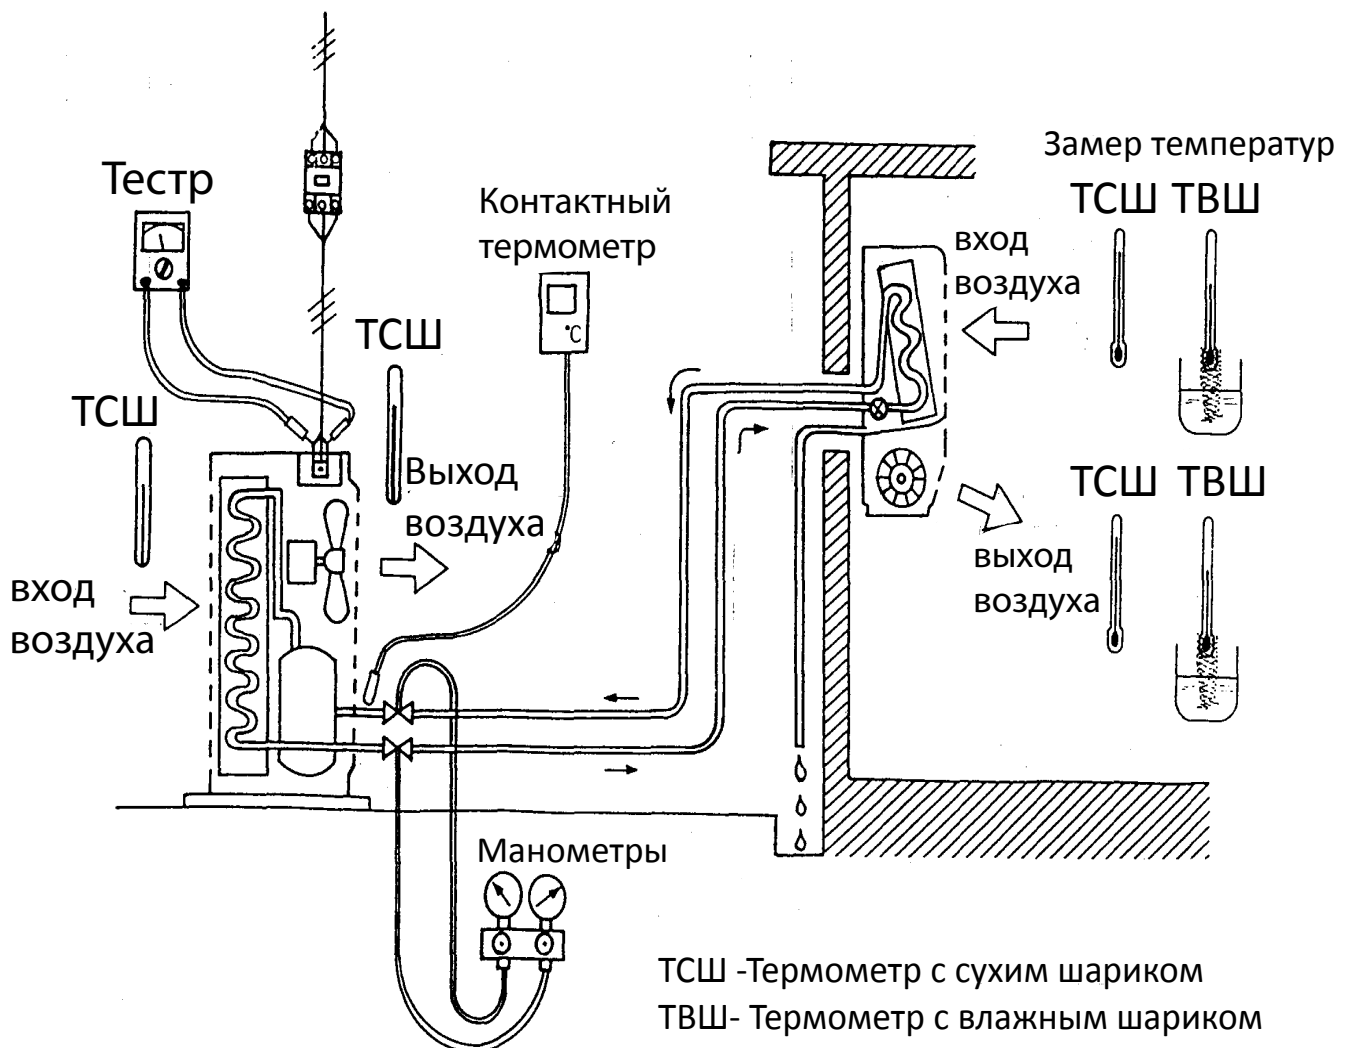 Замер температур
Тестр
ТСШ ТВШ
Контактный
термометр
вход
воздуха
°C
ТСШ
ТСШ
Выход
воздуха
ТСШ ТВШ
выход
воздуха
вход
воздуха
Манометры
ТСШ -Термометр с сухим шариком
ТВШ- Термометр с влажным шариком